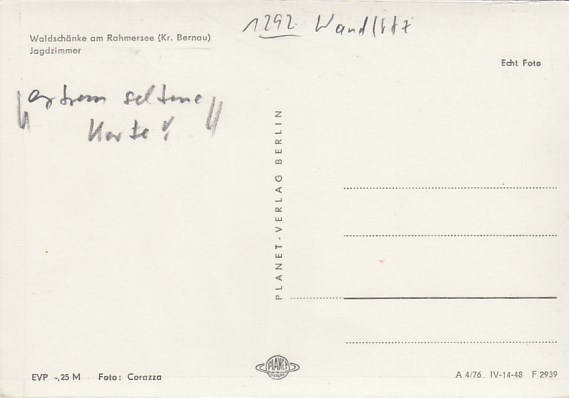 1292 Wandlitz
Waldschänke am Rahmersee (Kr. Bernau)
Jagdzimmer
Echt Foto
extrem seltene
Karte!
PLANET-VERLAG BERLIN
PLANET
EVP -,25 M Foto: Corazza
A 4/76 IV-14-48 F 2939